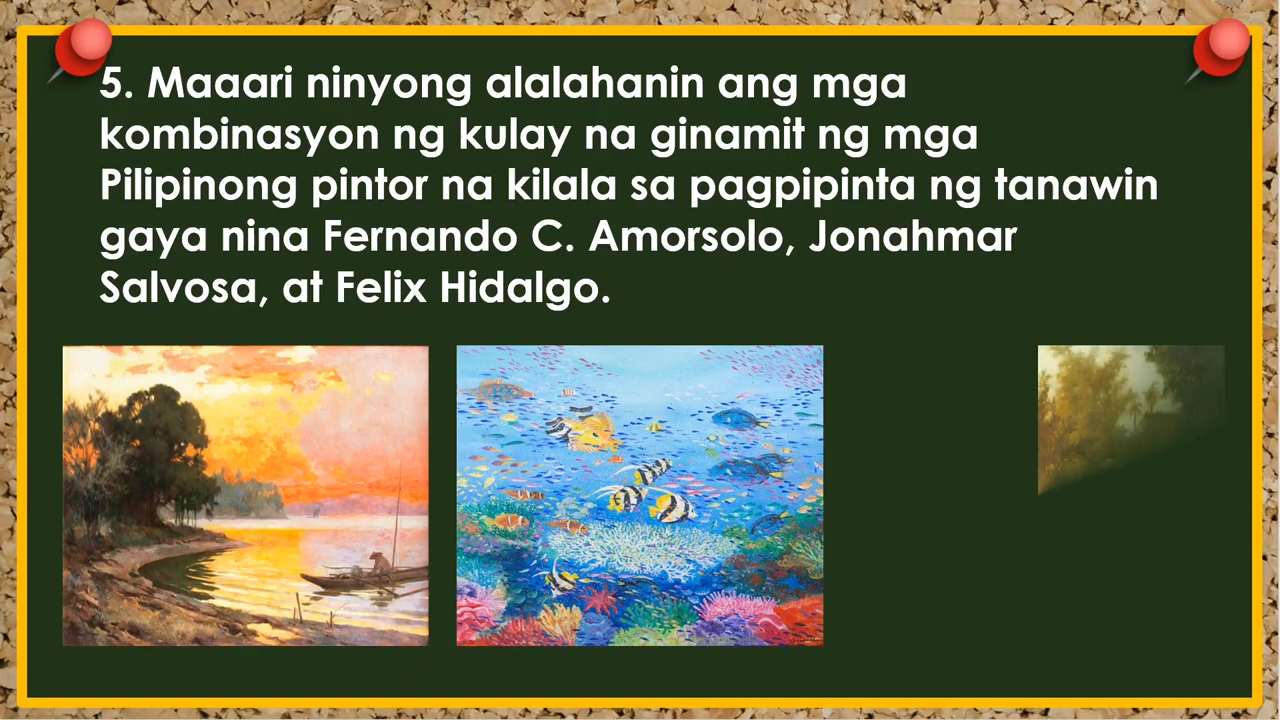 5. Maaari ninyong alalahanin ang mga
kombinasyon ng kulay na ginamit ng mga
Pilipinong pintor na kilala sa pagpipinta ng tanawin
gaya nina Fernando C. Amorsolo, Jonahmar
Salvosa, at Felix Hidalgo.